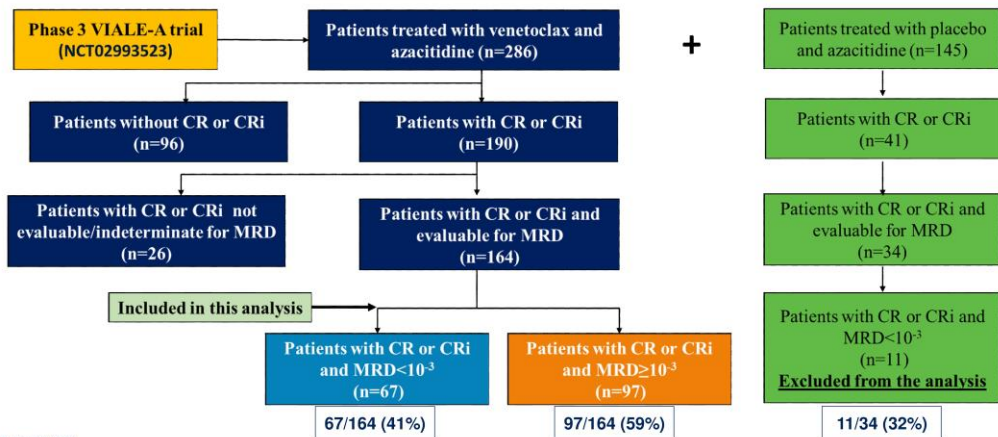 Phase 3 VIALE-A trial
(NCT02993523)
Patients treated with venetoclax and
azacitidine
(n=286)
+
Patients treated with placebo
and azacitidine (n=145)
Patients without CR or CRi
(n=96)
Patients with CR or CRi
(n=190)
Patients with CR or CRi
(n=41)
Patients with CR or CRi not
evaluable/indeterminate for MRD
(n=26)
Patients with CR or CRi and
evaluable for MRD
(n=164)
Patients with CR or CRi and
evaluable for MRD
(n=34)
Included in this analysis
Patients with CR or CRi
and MRD<10⁻³
(n=67)
Patients with CR or CRi
and MRD≥10⁻³
(n=97)
Patients with CR or CRi and
MRD<10⁻³
(n=11)
Excluded from the analysis
67/164 (41%)
97/164 (59%)
11/34 (32%)